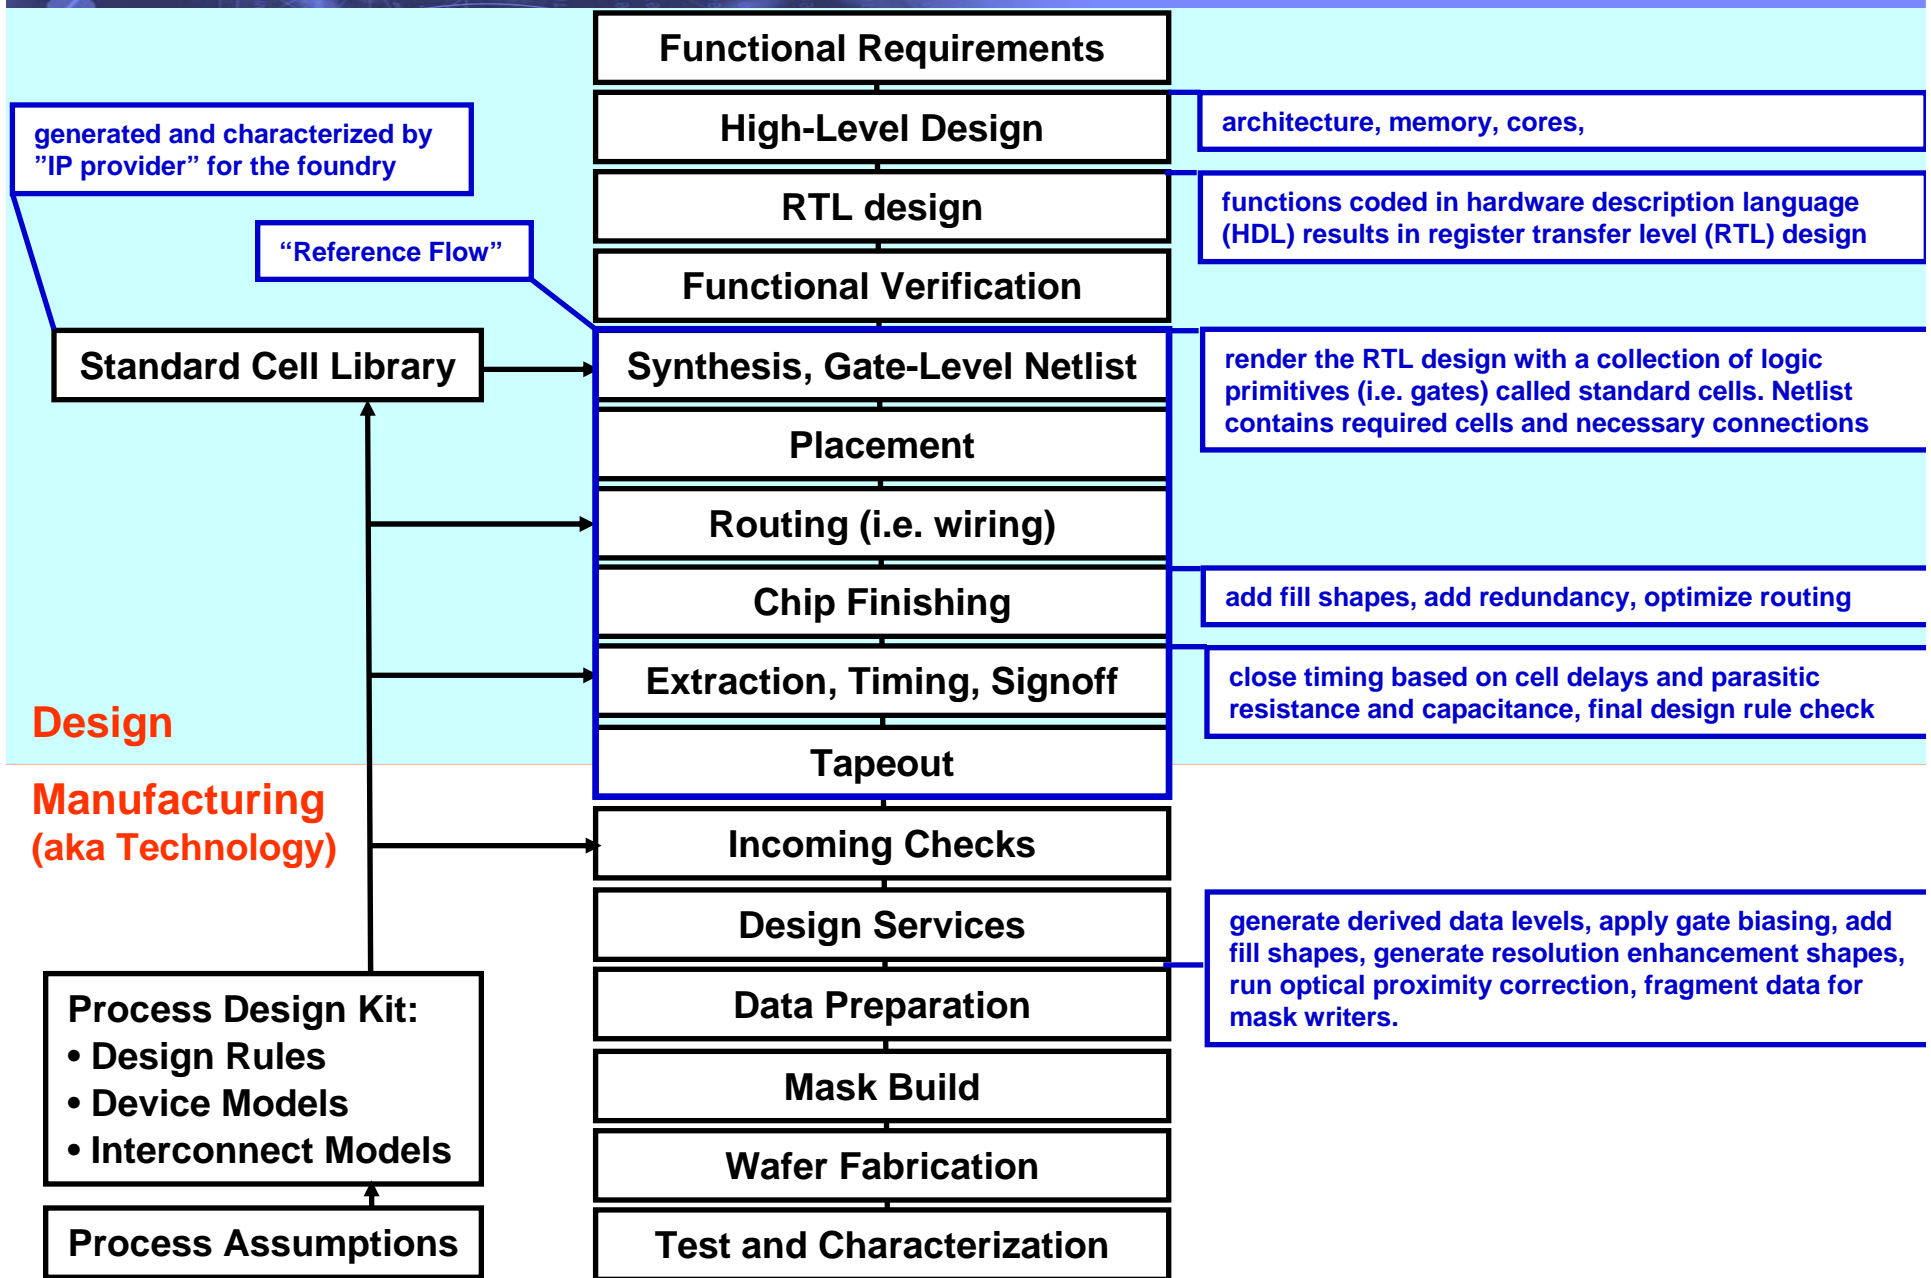 Functional Requirements
High-Level Design
architecture, memory, cores,
generated and characterized by
”IP provider” for the foundry
RTL design
functions coded in hardware description language
(HDL) results in register transfer level (RTL) design
“Reference Flow”
Functional Verification
Standard Cell Library
Synthesis, Gate-Level Netlist
render the RTL design with a collection of logic
primitives (i.e. gates) called standard cells. Netlist
contains required cells and necessary connections
Placement
Routing (i.e. wiring)
Chip Finishing
add fill shapes, add redundancy, optimize routing
Extraction, Timing, Signoff
close timing based on cell delays and parasitic
resistance and capacitance, final design rule check
Design
Tapeout
Manufacturing
(aka Technology)
Incoming Checks
Design Services
generate derived data levels, apply gate biasing, add
fill shapes, generate resolution enhancement shapes,
run optical proximity correction, fragment data for
mask writers.
Data Preparation
Process Design Kit:
• Design Rules
• Device Models
• Interconnect Models
Mask Build
Wafer Fabrication
Process Assumptions
Test and Characterization